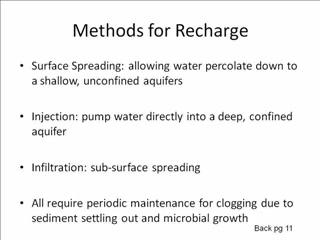 Methods for Recharge
• Surface Spreading: allowing water percolate down to
a shallow, unconfined aquifers
• Injection: pump water directly into a deep, confined
aquifer
• Infiltration: sub-surface spreading
• All require periodic maintenance for clogging due to
sediment settling out and microbial growth
Back pg 11